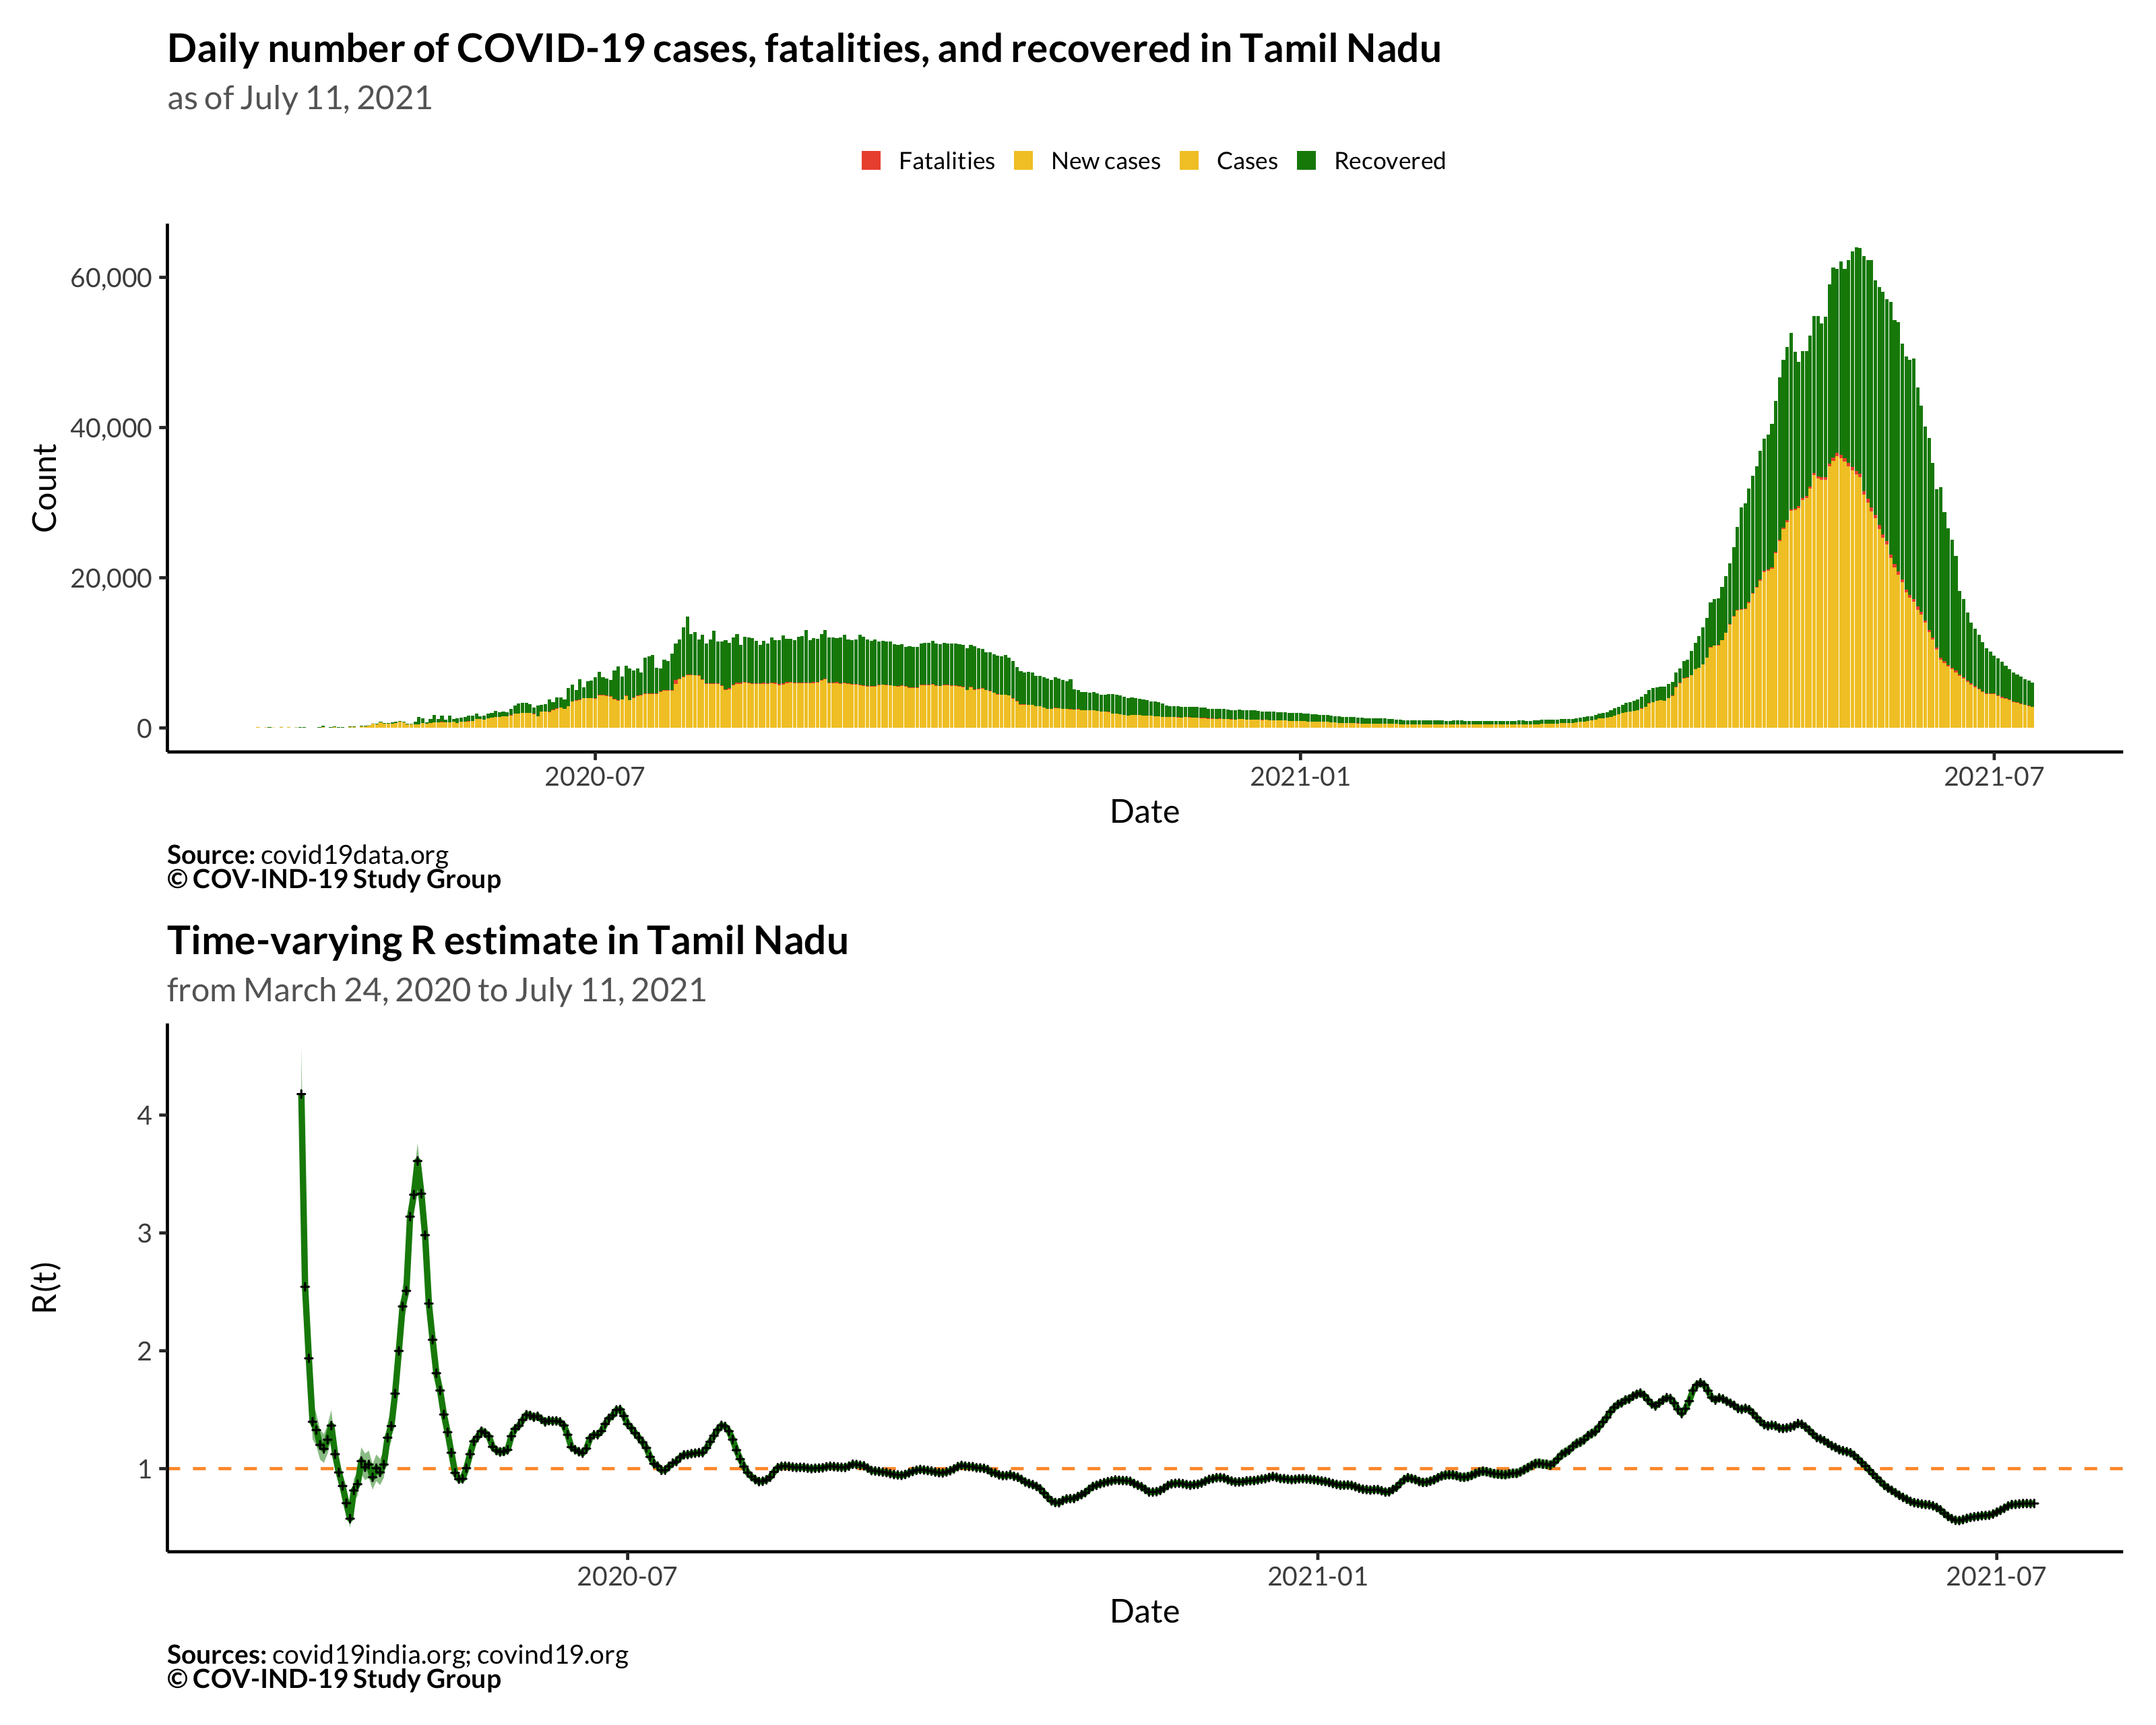 Daily number of COVID-19 cases, fatalities, and recovered in Tamil Nadu
as of July 11, 2021
Fatalities New cases Cases Recovered
60,000
40,000
20,000
0
Count
2020-07 2021-01 2021-07
Date
Source: covid19data.org
© COV-IND-19 Study Group
Time-varying R estimate in Tamil Nadu
from March 24, 2020 to July 11, 2021
4
3
2
1
R(t)
2020-07 2021-01 2021-07
Date
Sources: covid19india.org; covind19.org
© COV-IND-19 Study Group